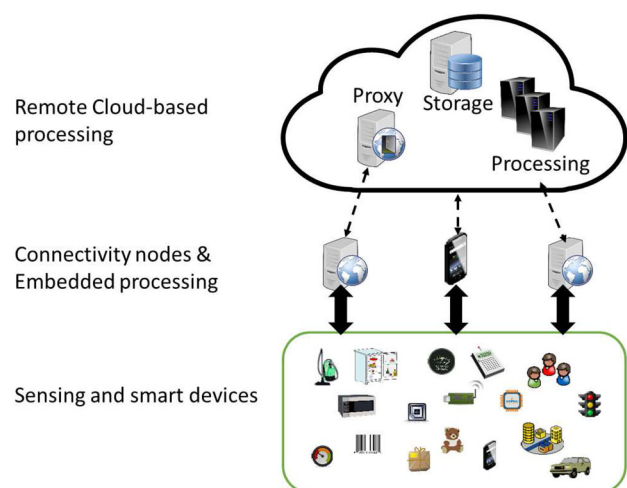 Remote Cloud-based
processing
Proxy
Storage
Processing
Connectivity nodes &
Embedded processing
Sensing and smart devices